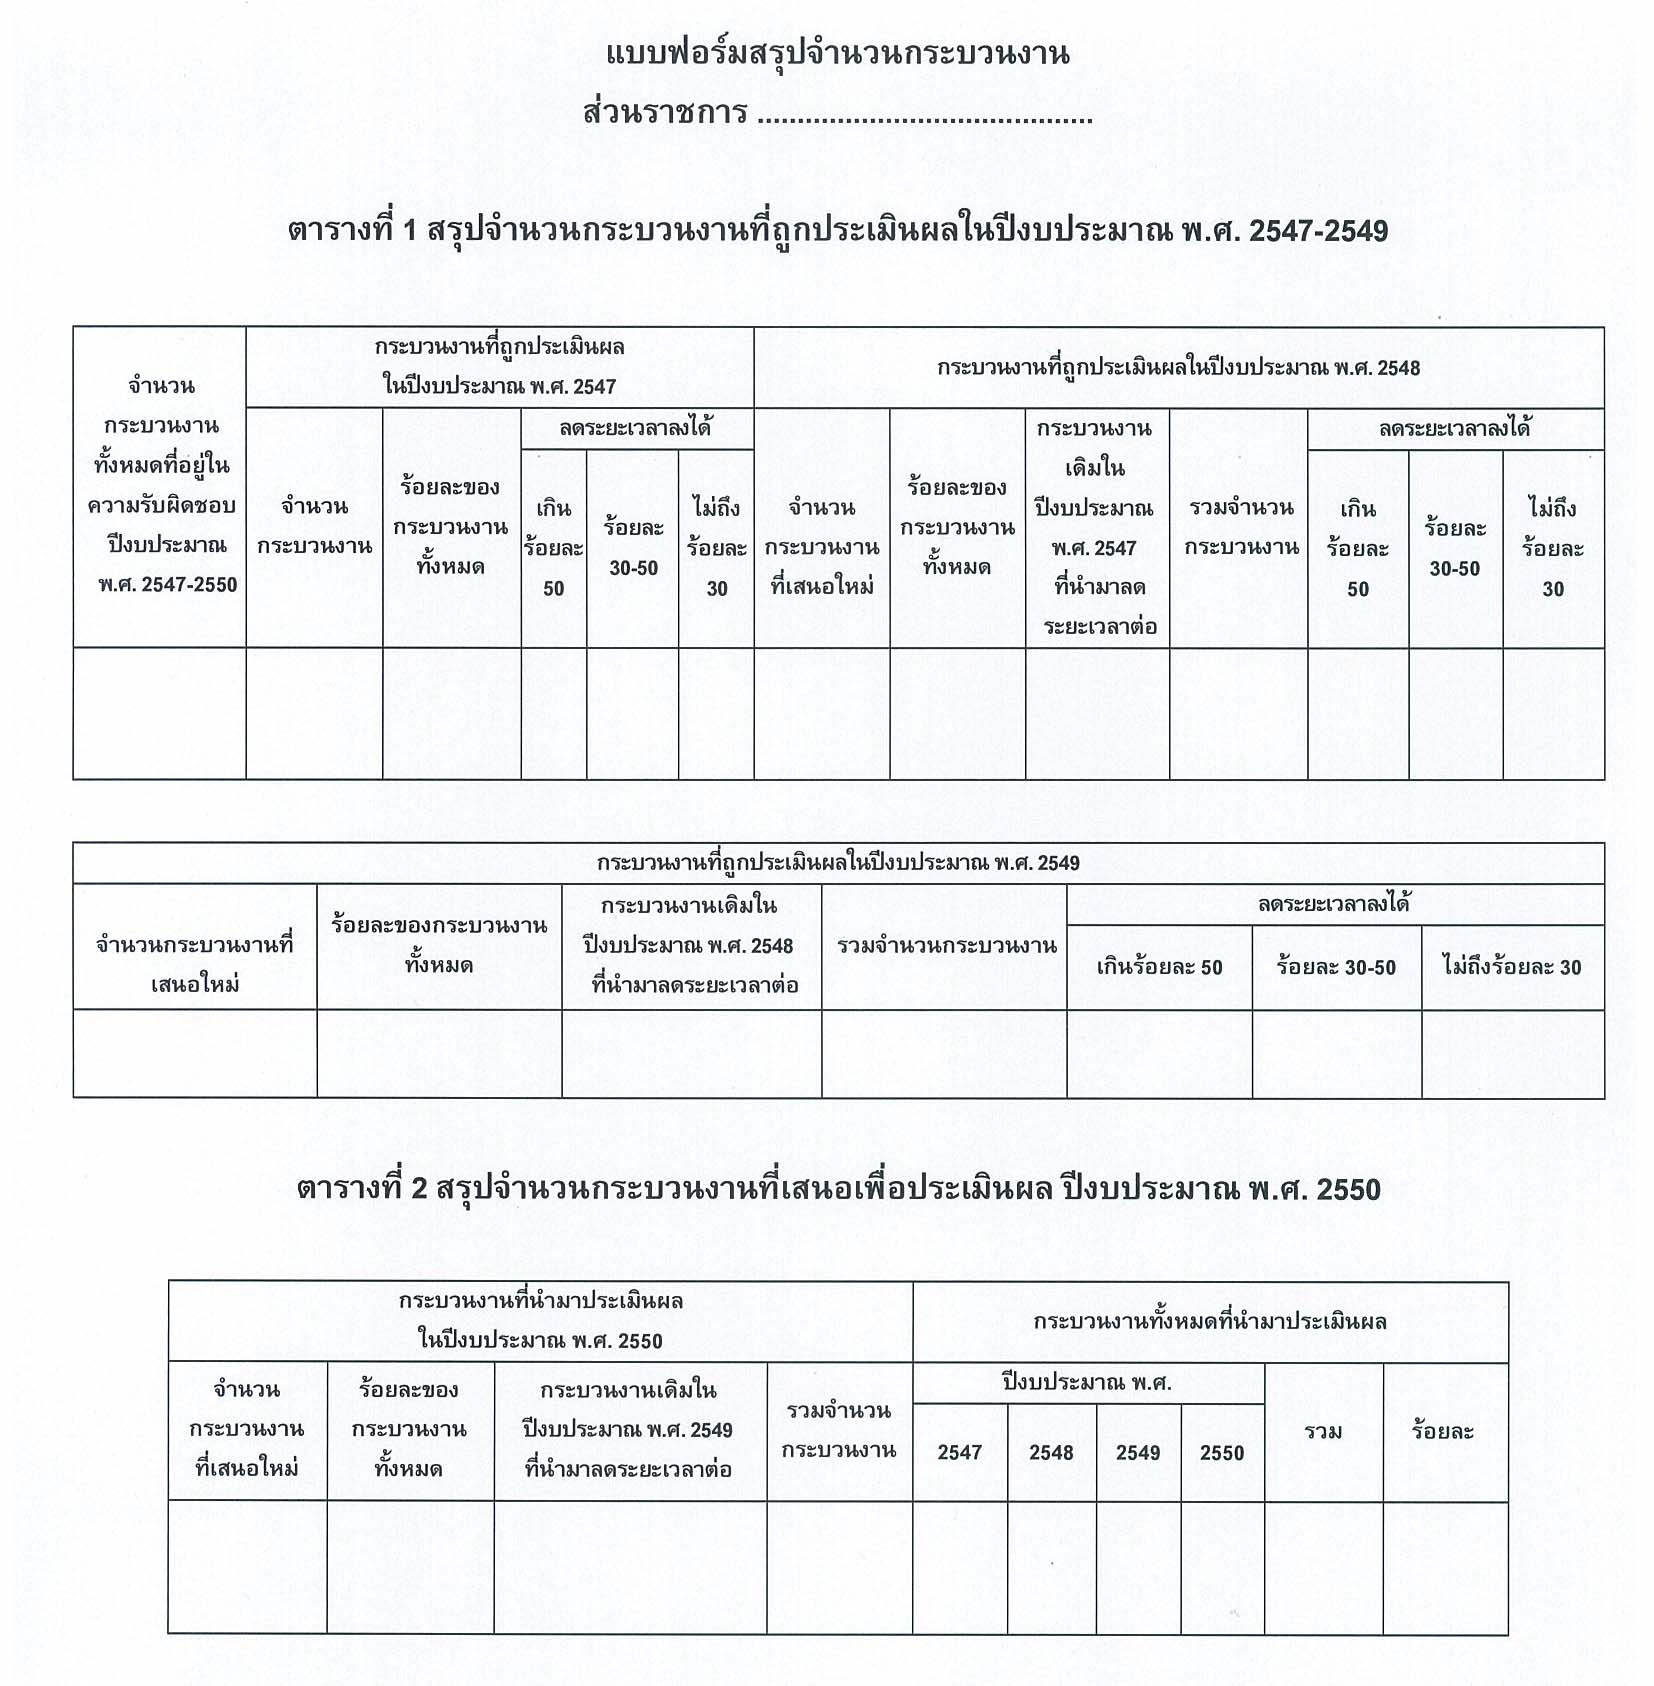 แบบฟอร์มสรุปจำนวนกระบวนงาน
ส่วนราชการ ..........................................
ตารางที่ 1 สรุปจำนวนกระบวนงานที่ถูกประเมินผลในปีงบประมาณ พ.ศ. 2547-2549
จำนวน
กระบวนงาน
ทั้งหมดที่อยู่ใน
ความรับผิดชอบ
ปีงบประมาณ
พ.ศ. 2547-2550
กระบวนงานที่ถูกประเมินผล
ในปีงบประมาณ พ.ศ. 2547
กระบวนงานที่ถูกประเมินผลในปีงบประมาณ พ.ศ. 2548
จำนวน
กระบวนงาน
ร้อยละของ
กระบวนงาน
ทั้งหมด
ลดระยะเวลาลงได้
เกิน
ร้อยละ
50
ร้อยละ
30-50
ไม่ถึง
ร้อยละ
30
จำนวน
กระบวนงาน
ที่เสนอใหม่
ร้อยละของ
กระบวนงาน
ทั้งหมด
กระบวนงาน
เดิมใน
ปีงบประมาณ
พ.ศ. 2547
ที่นำมาลด
ระยะเวลาต่อ
รวมจำนวน
กระบวนงาน
ลดระยะเวลาลงได้
เกิน
ร้อยละ
50
ร้อยละ
30-50
ไม่ถึง
ร้อยละ
30
กระบวนงานที่ถูกประเมินผลในปีงบประมาณ พ.ศ. 2549
จำนวนกระบวนงานที่
เสนอใหม่
ร้อยละของกระบวนงาน
ทั้งหมด
กระบวนงานเดิมใน
ปีงบประมาณ พ.ศ. 2548
ที่นำมาลดระยะเวลาต่อ
รวมจำนวนกระบวนงาน
ลดระยะเวลาลงได้
เกินร้อยละ 50
ร้อยละ 30-50
ไม่ถึงร้อยละ 30
ตารางที่ 2 สรุปจำนวนกระบวนงานที่เสนอเพื่อประเมินผล ปีงบประมาณ พ.ศ. 2550
กระบวนงานที่นำมาประเมินผล
ในปีงบประมาณ พ.ศ. 2550
กระบวนงานทั้งหมดที่นำมาประเมินผล
จำนวน
กระบวนงาน
ที่เสนอใหม่
ร้อยละของ
กระบวนงาน
ทั้งหมด
กระบวนงานเดิมใน
ปีงบประมาณ พ.ศ. 2549
ที่นำมาลดระยะเวลาต่อ
รวมจำนวน
กระบวนงาน
ปีงบประมาณ พ.ศ.
2547
2548
2549
2550
รวม
ร้อยละ